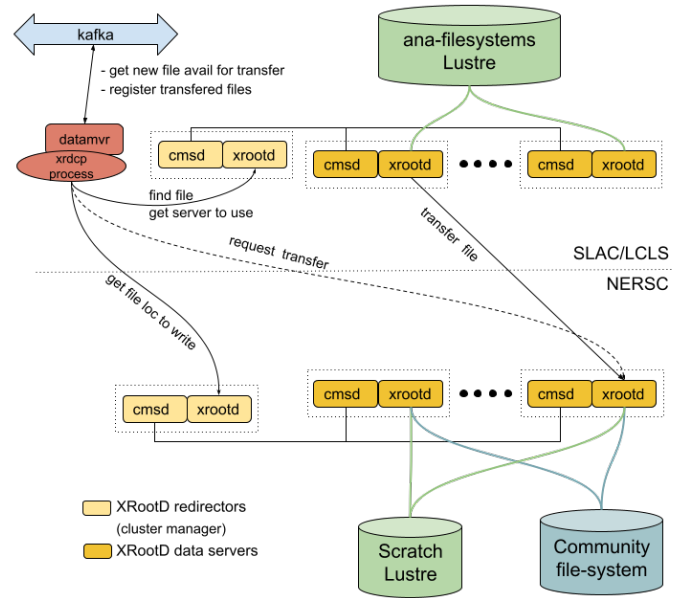 kafka
- get new file avail for transfer
- register transfered files
ana-filesystems
Lustre
datamvr
xrdcp
process
cmsd xrootd
cmsd xrootd
cmsd xrootd
find file
get server to use
transfer file
request transfer
SLAC/LCLS
NERSC
get file loc to write
cmsd xrootd
cmsd xrootd
cmsd xrootd
XRootD redirectors
(cluster manager)
XRootD data servers
Scratch
Lustre
Community
file-system